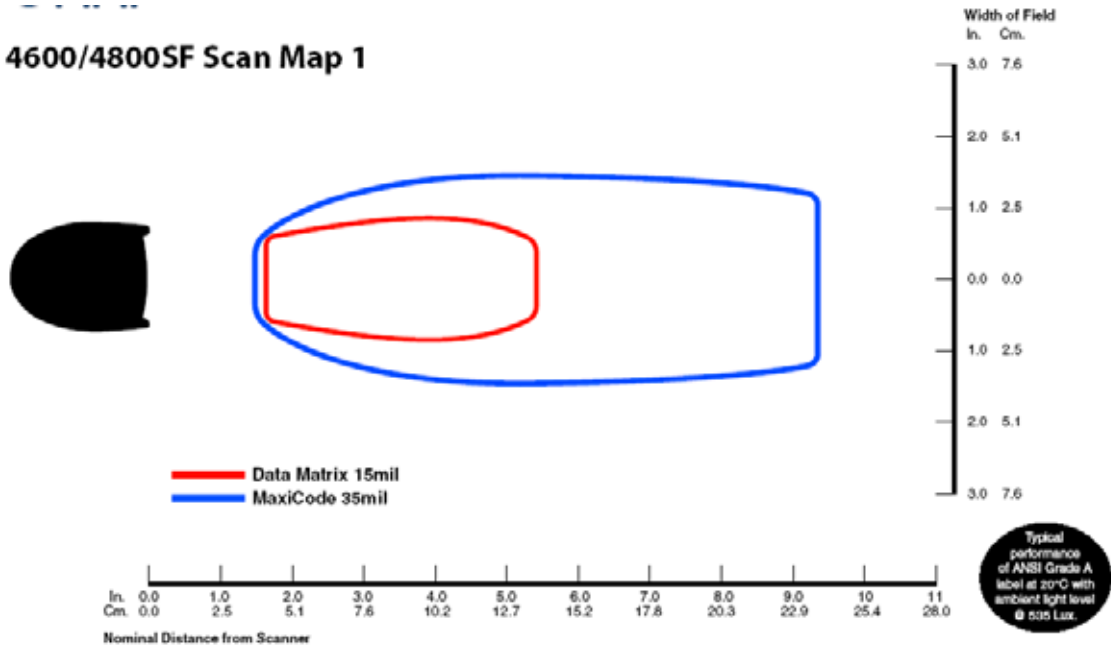 4600/4800SF Scan Map 1
Width of Field
In. Cm.
3.0 7.6
2.0 5.1
1.0 2.5
0.0 0.0
1.0 2.5
2.0 5.1
3.0 7.6
Data Matrix 15mil
MaxiCode 35mil
Typical
performance
of ANSI Grade A
label at 20°C with
ambient light level
@ 535 Lux.
In. 0.0 1.0 2.0 3.0 4.0 5.0 6.0 7.0 8.0 9.0 10 11
Cm. 0.0 2.5 5.1 7.6 10.2 12.7 15.2 17.8 20.3 22.9 25.4 28.0
Nominal Distance from Scanner